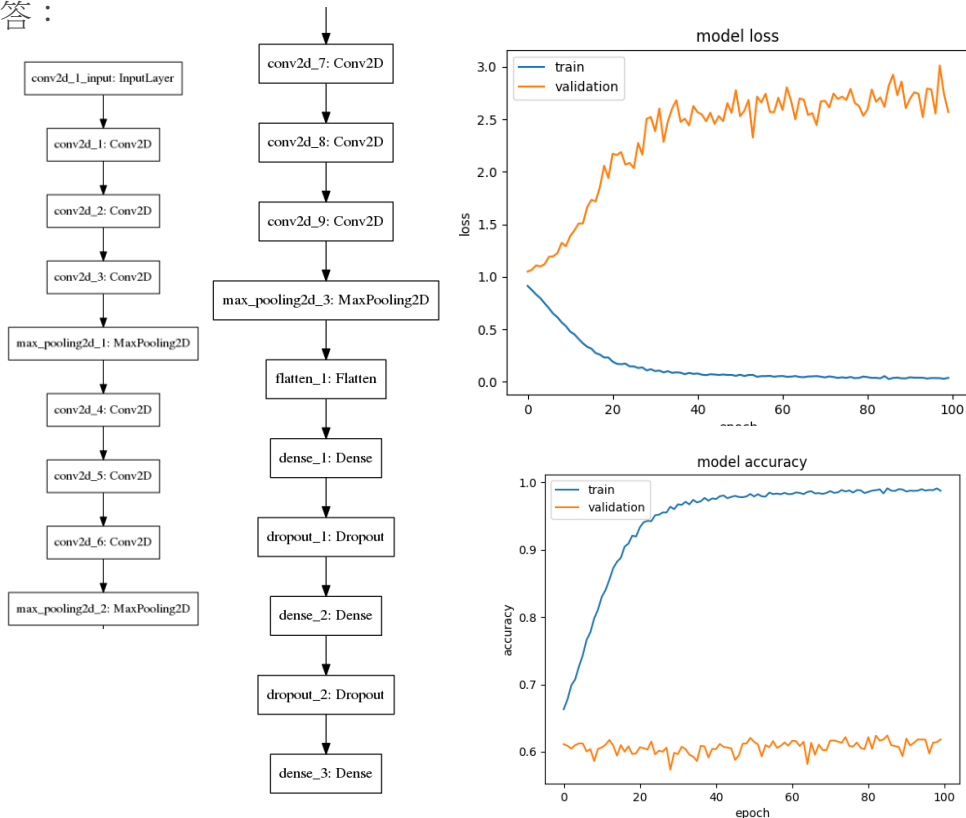 答：
conv2d_1_input: InputLayer
conv2d_1: Conv2D
conv2d_2: Conv2D
conv2d_3: Conv2D
max_pooling2d_1: MaxPooling2D
conv2d_4: Conv2D
conv2d_5: Conv2D
conv2d_6: Conv2D
max_pooling2d_2: MaxPooling2D
conv2d_7: Conv2D
conv2d_8: Conv2D
conv2d_9: Conv2D
max_pooling2d_3: MaxPooling2D
flatten_1: Flatten
dense_1: Dense
dropout_1: Dropout
dense_2: Dense
dropout_2: Dropout
dense_3: Dense
model loss
train
validation
3.0
2.5
2.0
1.5
1.0
0.5
0.0
loss
0 20 40 60 80 100
epoch
model accuracy
train
validation
1.0
0.9
0.8
0.7
0.6
accuracy
0 20 40 60 80 100
epoch